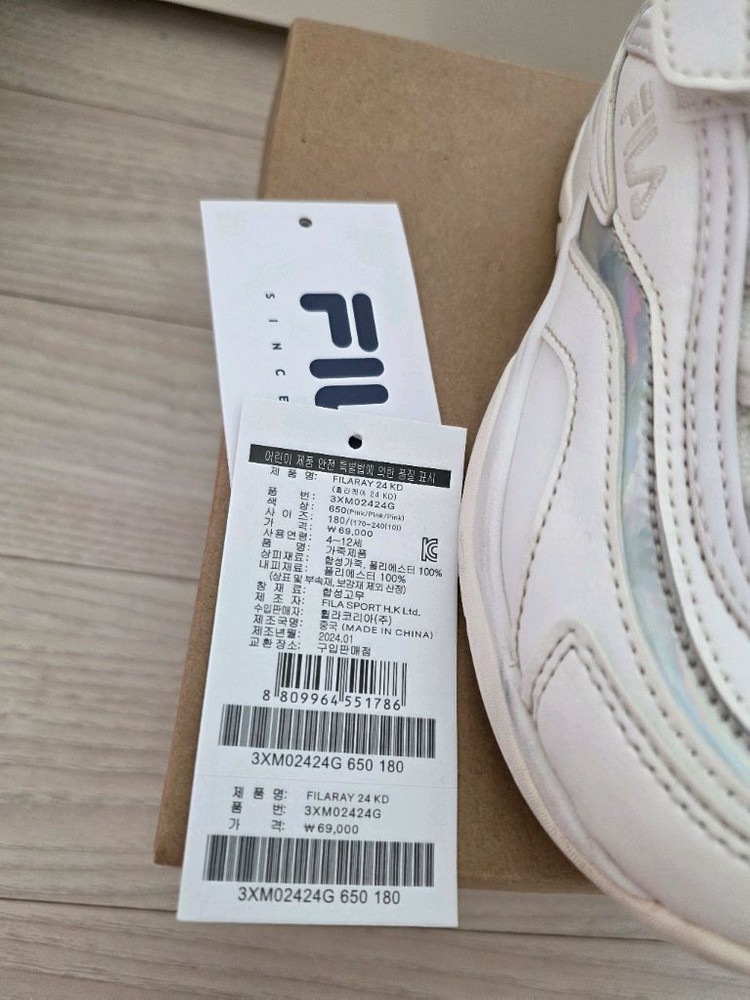 FILA
SINCE
FIL
어린이 제품 안전 특별법에 의한 품질 표시
제 품 명: FILARAY 24 KD
(휠라레이 24 KD)
품 번: 3XM02424G
색 상: 650(Pink/Pink/Pink)
사 이 즈: 180/(170~240(10))
가 격: ₩69,000
사용연령: 4~12세
품 명: 가죽제품
상피재료: 합성가죽, 폴리에스터 100%
내피재료: 폴리에스터 100%
(상표 및 부속재, 보강재 제외 산정)
창 재 료: 합성고무
제 조 자: FILA SPORT H.K Ltd.
수입판매자: 휠라코리아(주)
제조국명: 중국 (MADE IN CHINA)
제조년월: 2024.01
교환장소: 구입판매점
8 809964 551786
3XM02424G 650 180
제 품 명: FILARAY 24 KD
품 번: 3XM02424G
가 격: ₩69,000
3XM02424G 650 180